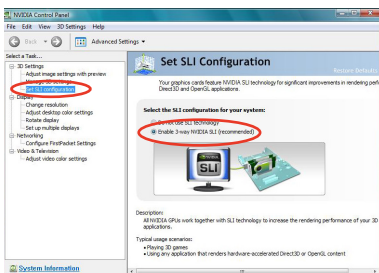 NVIDIA Control Panel
File Edit View Desktop 3D Settings Help
Back
Advanced Settings
Select a Task...
3D Settings
Adjust image settings with preview
Set SLI configuration
Display
Change resolution
Adjust desktop color settings
Rotate display
Set up multiple displays
Networking
Configure FirstPacket Settings
Video & Television
Adjust video color settings
System Information
Set SLI Configuration
Restore Defaults
Your graphics cards feature NVIDIA SLI technology for significant improvements in rendering perf
Direct3D and OpenGL applications.
Select the SLI configuration for your system:
Do not use SLI technology
Enable 3-way NVIDIA SLI (recommended)
SLI
Description:
All NVIDIA GPUs work together with SLI technology to increase the rendering performance of your 3D
applications.
Typical usage scenarios:
• Playing 3D games
• Using any application that renders hardware-accelerated Direct3D or OpenGL content